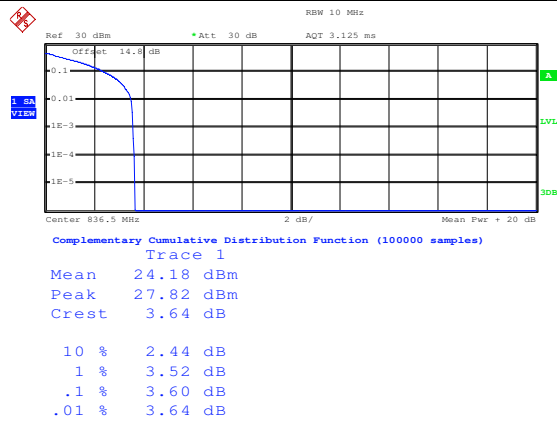 RBW 10 MHz
Ref 30 dBm *Att 30 dB AQT 3.125 ms
Offset 14.8 dB
0.1
A
0.01
1 SA
VIEW
1E-3
LVL
1E-4
1E-5
3DB
Center 836.5 MHz 2 dB/ Mean Pwr + 20 dB
Complementary Cumulative Distribution Function (100000 samples)
Trace 1
Mean 24.18 dBm
Peak 27.82 dBm
Crest 3.64 dB
10 % 2.44 dB
1 % 3.52 dB
.1 % 3.60 dB
.01 % 3.64 dB